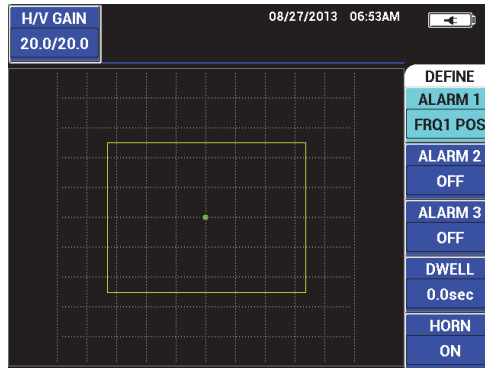 H/V GAIN
20.0/20.0
08/27/2013 06:53AM
DEFINE
ALARM 1
FRQ1 POS
ALARM 2
OFF
ALARM 3
OFF
DWELL
0.0sec
HORN
ON